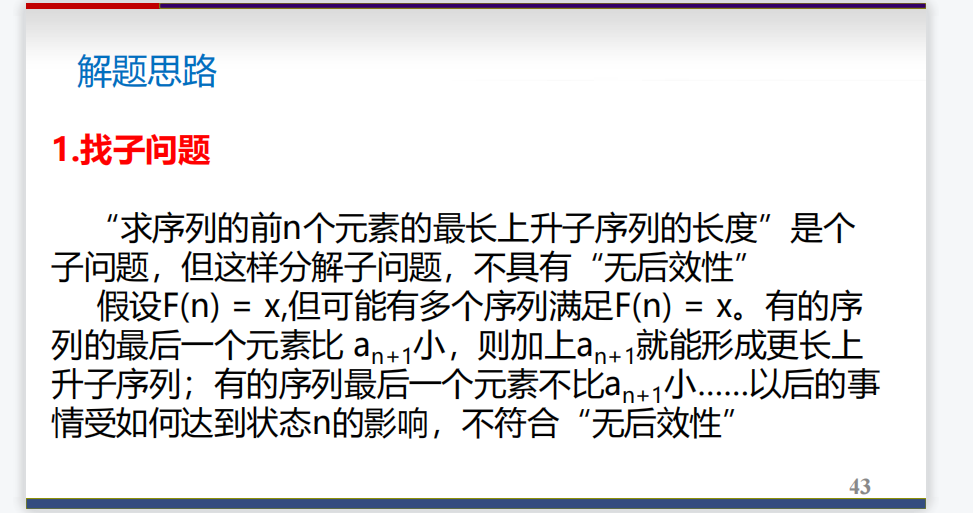 解题思路
1.找子问题
“求序列的前n个元素的最长上升子序列的长度”是个
子问题，但这样分解子问题，不具有“无后效性”
假设F(n) = x,但可能有多个序列满足F(n) = x。有的序
列的最后一个元素比 aₙ₊₁小，则加上aₙ₊₁就能形成更长上
升子序列；有的序列最后一个元素不比aₙ₊₁小......以后的事
情受如何达到状态n的影响，不符合“无后效性”
43